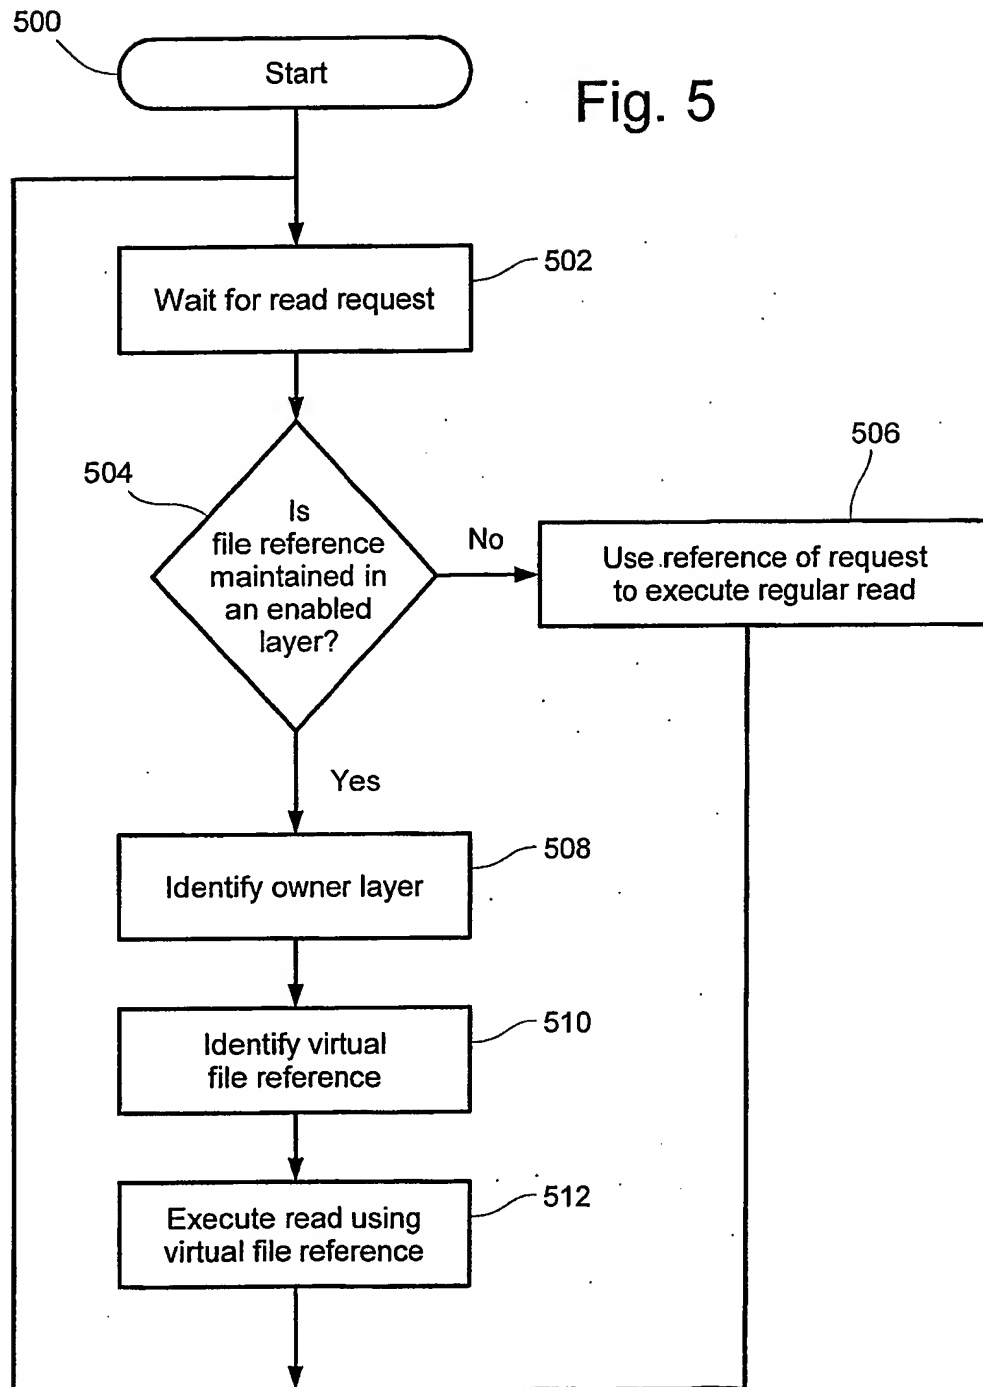 500
Start
Fig. 5
502
Wait for read request
504
Is
file reference
maintained in
an enabled
layer?
No
506
Use reference of request
to execute regular read
Yes
508
Identify owner layer
510
Identify virtual
file reference
512
Execute read using
virtual file reference